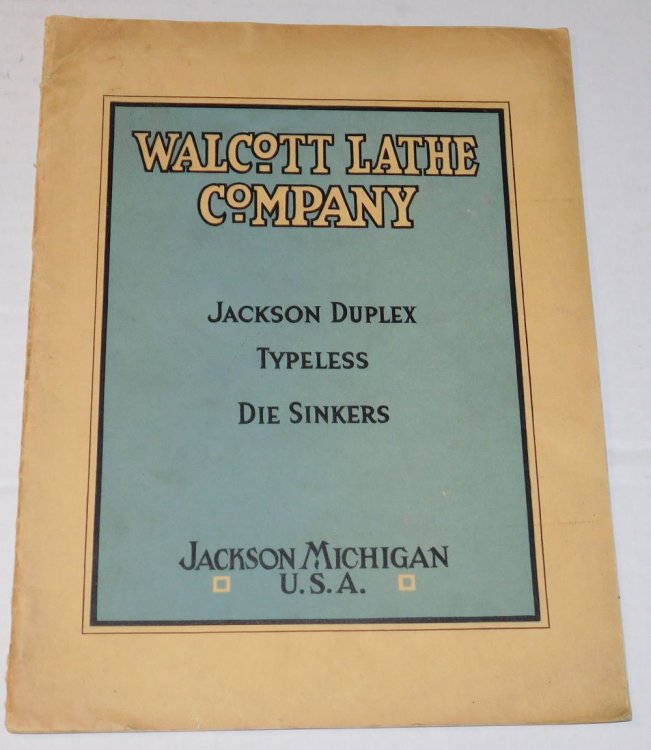 WALCOTT LATHE
COMPANY
JACKSON DUPLEX
TYPELESS
DIE SINKERS
JACKSON MICHIGAN
U.S.A.